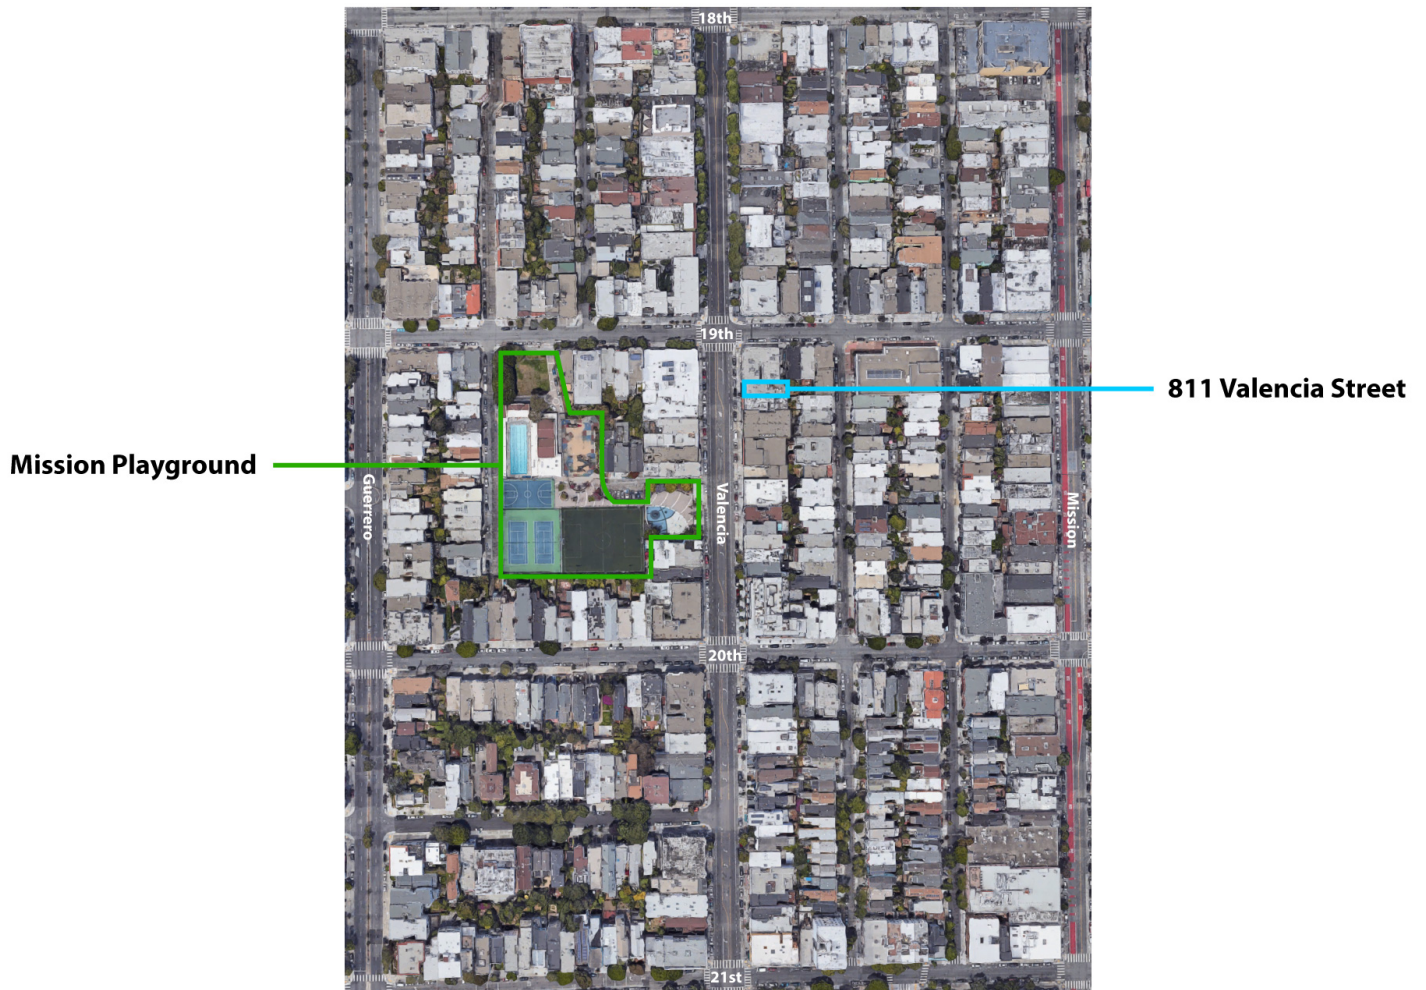 18th
19th
811 Valencia Street
Mission Playground
Guerrero
Valencia
Mission
20th
21st